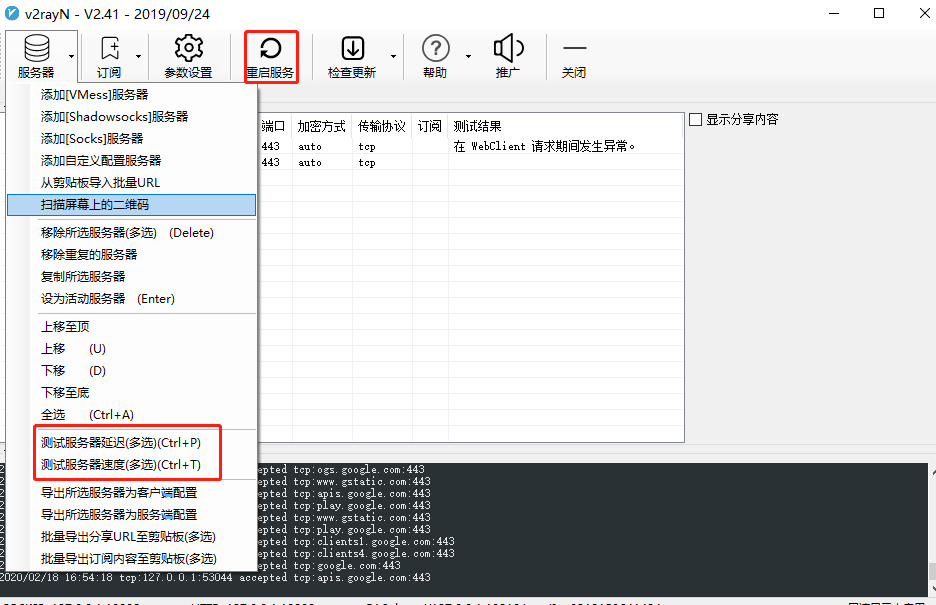 v2rayN - V2.41 - 2019/09/24
服务器 订阅 参数设置 重启服务 检查更新 帮助 推广 关闭
添加[VMess]服务器
添加[Shadowsocks]服务器
添加[Socks]服务器
添加自定义配置服务器
从剪贴板导入批量URL
扫描屏幕上的二维码
移除所选服务器(多选) (Delete)
移除重复的服务器
复制所选服务器
设为活动服务器 (Enter)
上移至顶
上移 (U)
下移 (D)
下移至底
全选 (Ctrl+A)
测试服务器延迟(多选)(Ctrl+P)
测试服务器速度(多选)(Ctrl+T)
导出所选服务器为客户端配置
导出所选服务器为服务端配置
批量导出分享URL至剪贴板(多选)
批量导出订阅内容至剪贴板(多选)
端口 加密方式 传输协议 订阅 测试结果
443 auto tcp 在 WebClient 请求期间发生异常。
443 auto tcp
显示分享内容
epted tcp:ogs.google.com:443
epted tcp:www.gstatic.com:443
epted tcp:apis.google.com:443
epted tcp:play.google.com:443
epted tcp:www.gstatic.com:443
epted tcp:play.google.com:443
epted tcp:clients1.google.com:443
epted tcp:clients4.google.com:443
epted tcp:google.com:443
2020/02/18 16:54:18 tcp:127.0.0.1:53044 accepted tcp:apis.google.com:443